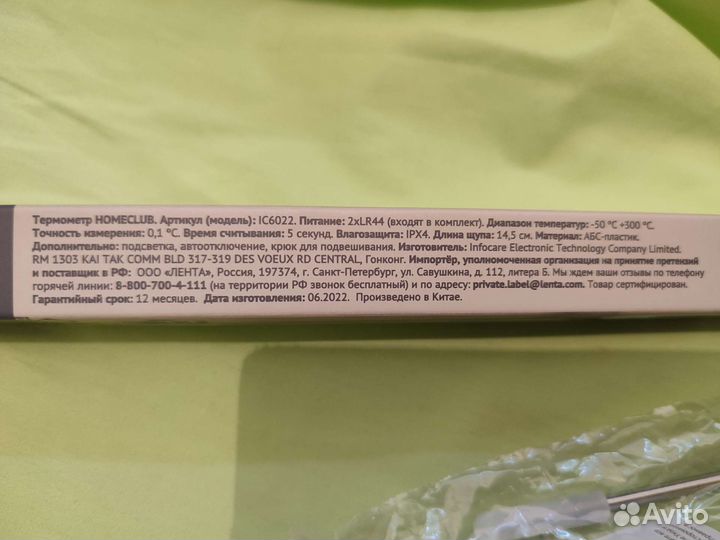 Термометр HOMECLUB. Артикул (модель): IC6022. Питание: 2xLR44 (входят в комплект). Диапазон температур: -50 °C +300 °C.
Точность измерения: 0,1 °C. Время считывания: 5 секунд. Влагозащита: IPX4. Длина щупа: 14,5 см. Материал: АБС-пластик.
Дополнительно: подсветка, автоотключение, крюк для подвешивания. Изготовитель: Infocare Electronic Technology Company Limited.
RM 1303 KAI TAK COMM BLD 317-319 DES VOEUX RD CENTRAL, Гонконг. Импортёр, уполномоченная организация на принятие претензий
и поставщик в РФ: ООО «ЛЕНТА», Россия, 197374, г. Санкт-Петербург, ул. Савушкина, д. 112, литера Б. Мы ждем ваши отзывы по телефону
горячей линии: 8-800-700-4-111 (на территории РФ звонок бесплатный) и по адресу: private.label@lenta.com. Товар сертифицирован.
Гарантийный срок: 12 месяцев. Дата изготовления: 06.2022. Произведено в Китае.
Avito